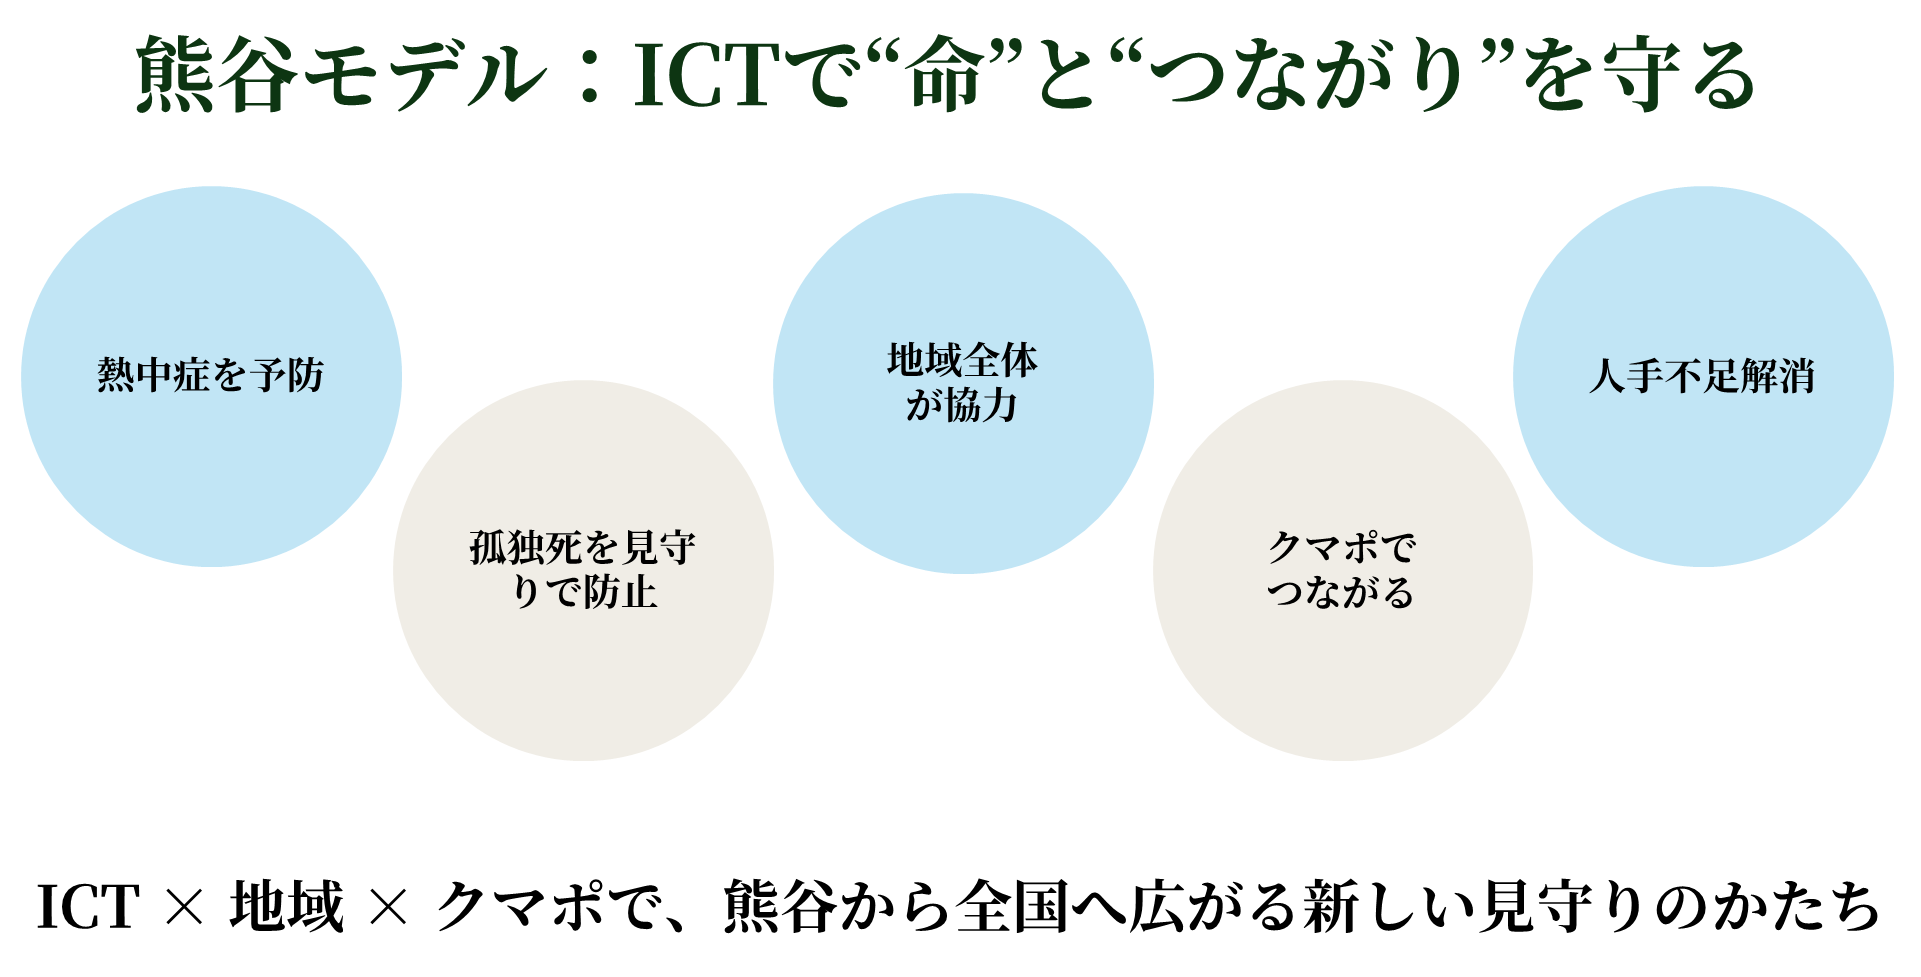 熊谷モデル：ICTで“命”と“つながり”を守る
熱中症を予防
孤独死を見守
りで防止
地域全体
が協力
クマポで
つながる
人手不足解消
ICT × 地域 × クマポで、熊谷から全国へ広がる新しい見守りのかたち